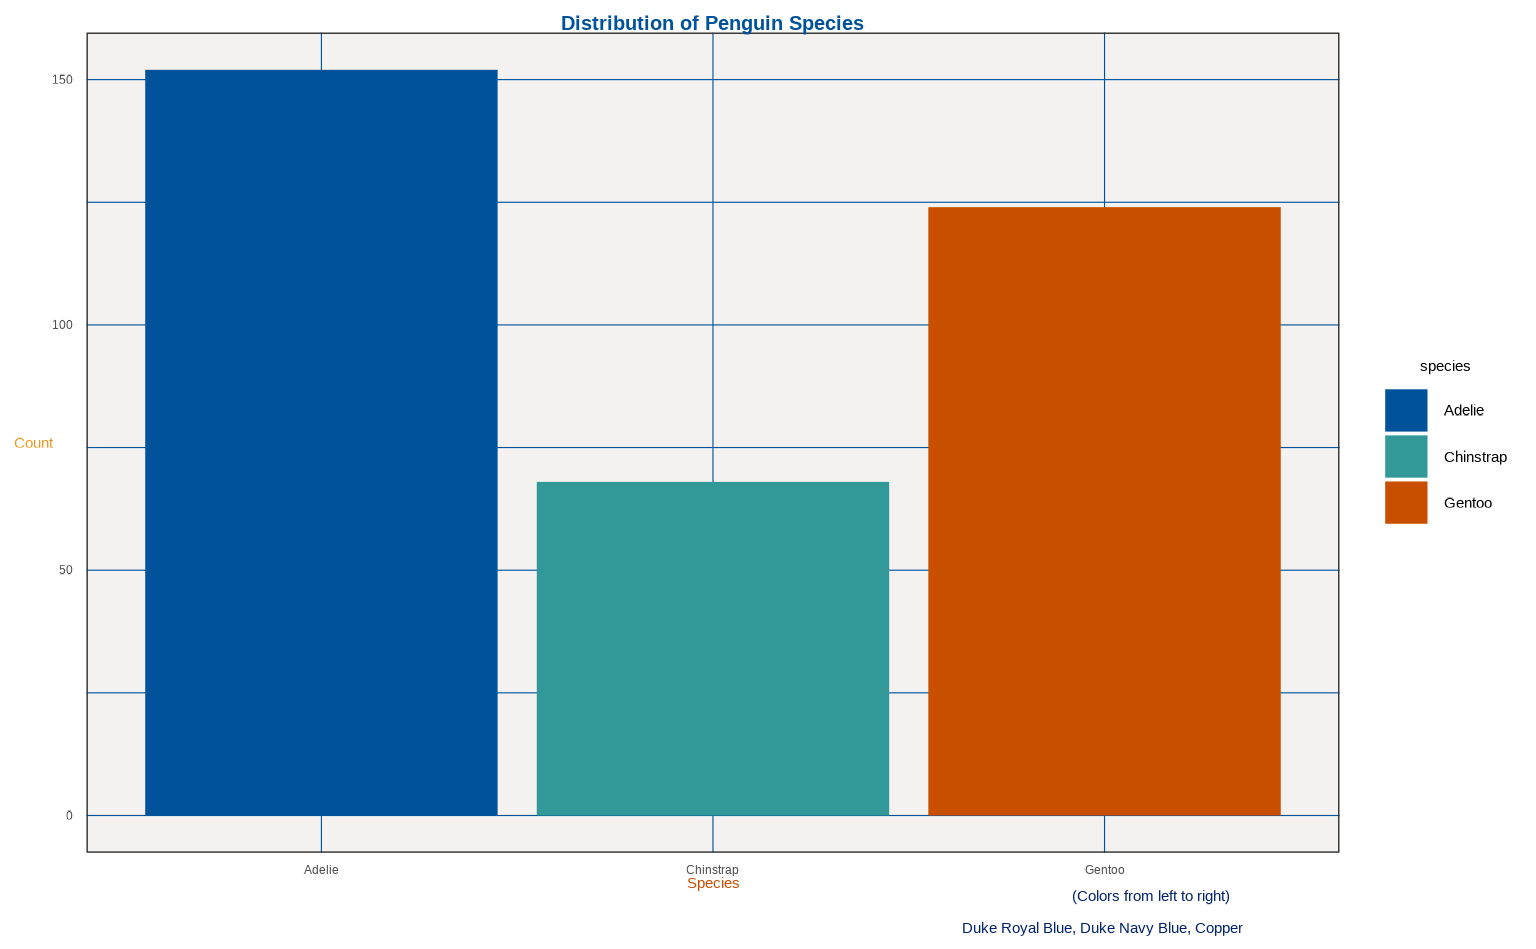 Distribution of Penguin Species
150
100
50
0
Count
Adelie
Chinstrap
Gentoo
Species
species
Adelie
Chinstrap
Gentoo
(Colors from left to right)
Duke Royal Blue, Duke Navy Blue, Copper